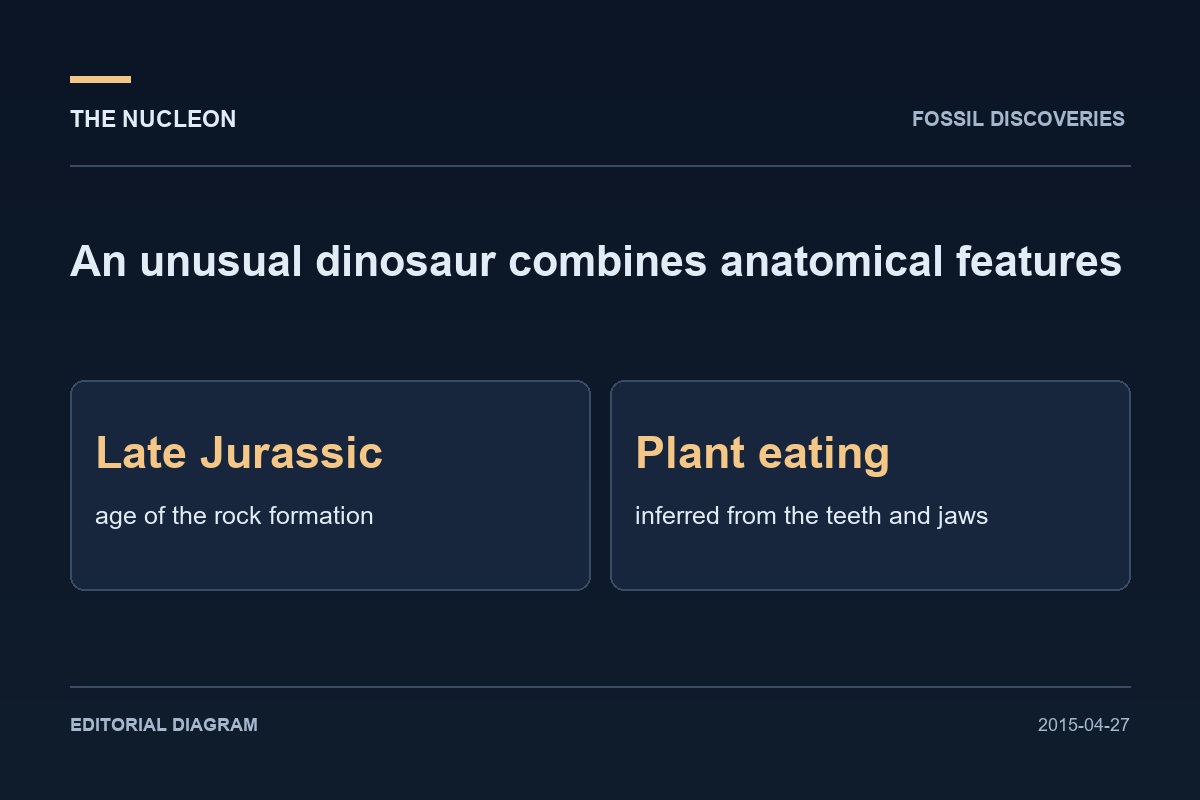 THE NUCLEON
FOSSIL DISCOVERIES
An unusual dinosaur combines anatomical features
Late Jurassic
age of the rock formation
Plant eating
inferred from the teeth and jaws
EDITORIAL DIAGRAM
2015-04-27